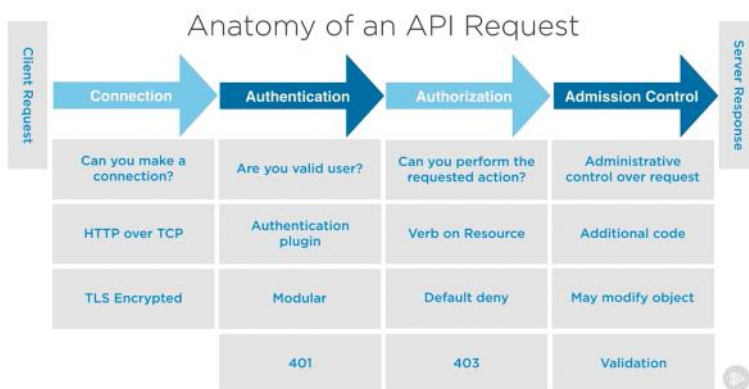 Anatomy of an API Request
Client Request
Connection
Authentication
Authorization
Admission Control
Server Response
Can you make a
connection?
Are you valid user?
Can you perform the
requested action?
Administrative
control over request
HTTP over TCP
Authentication
plugin
Verb on Resource
Additional code
TLS Encrypted
Modular
Default deny
May modify object
401
403
Validation